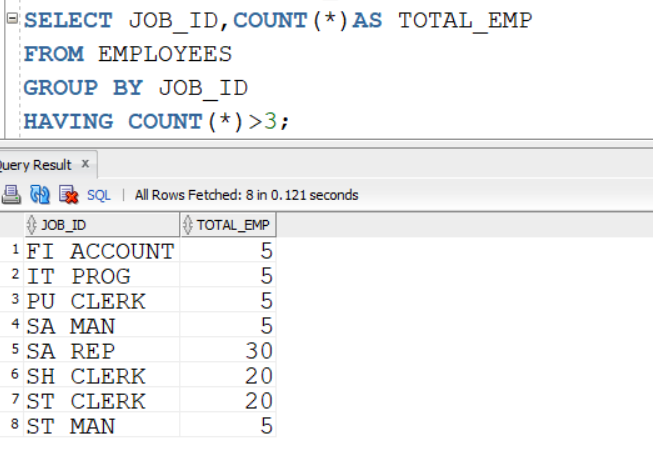 SELECT JOB_ID,COUNT(*)AS TOTAL_EMP
FROM EMPLOYEES
GROUP BY JOB_ID
HAVING COUNT(*)>3;
Query Result x
SQL | All Rows Fetched: 8 in 0.121 seconds
JOB_ID TOTAL_EMP
1 FI_ACCOUNT 5
2 IT_PROG 5
3 PU_CLERK 5
4 SA_MAN 5
5 SA_REP 30
6 SH_CLERK 20
7 ST_CLERK 20
8 ST_MAN 5